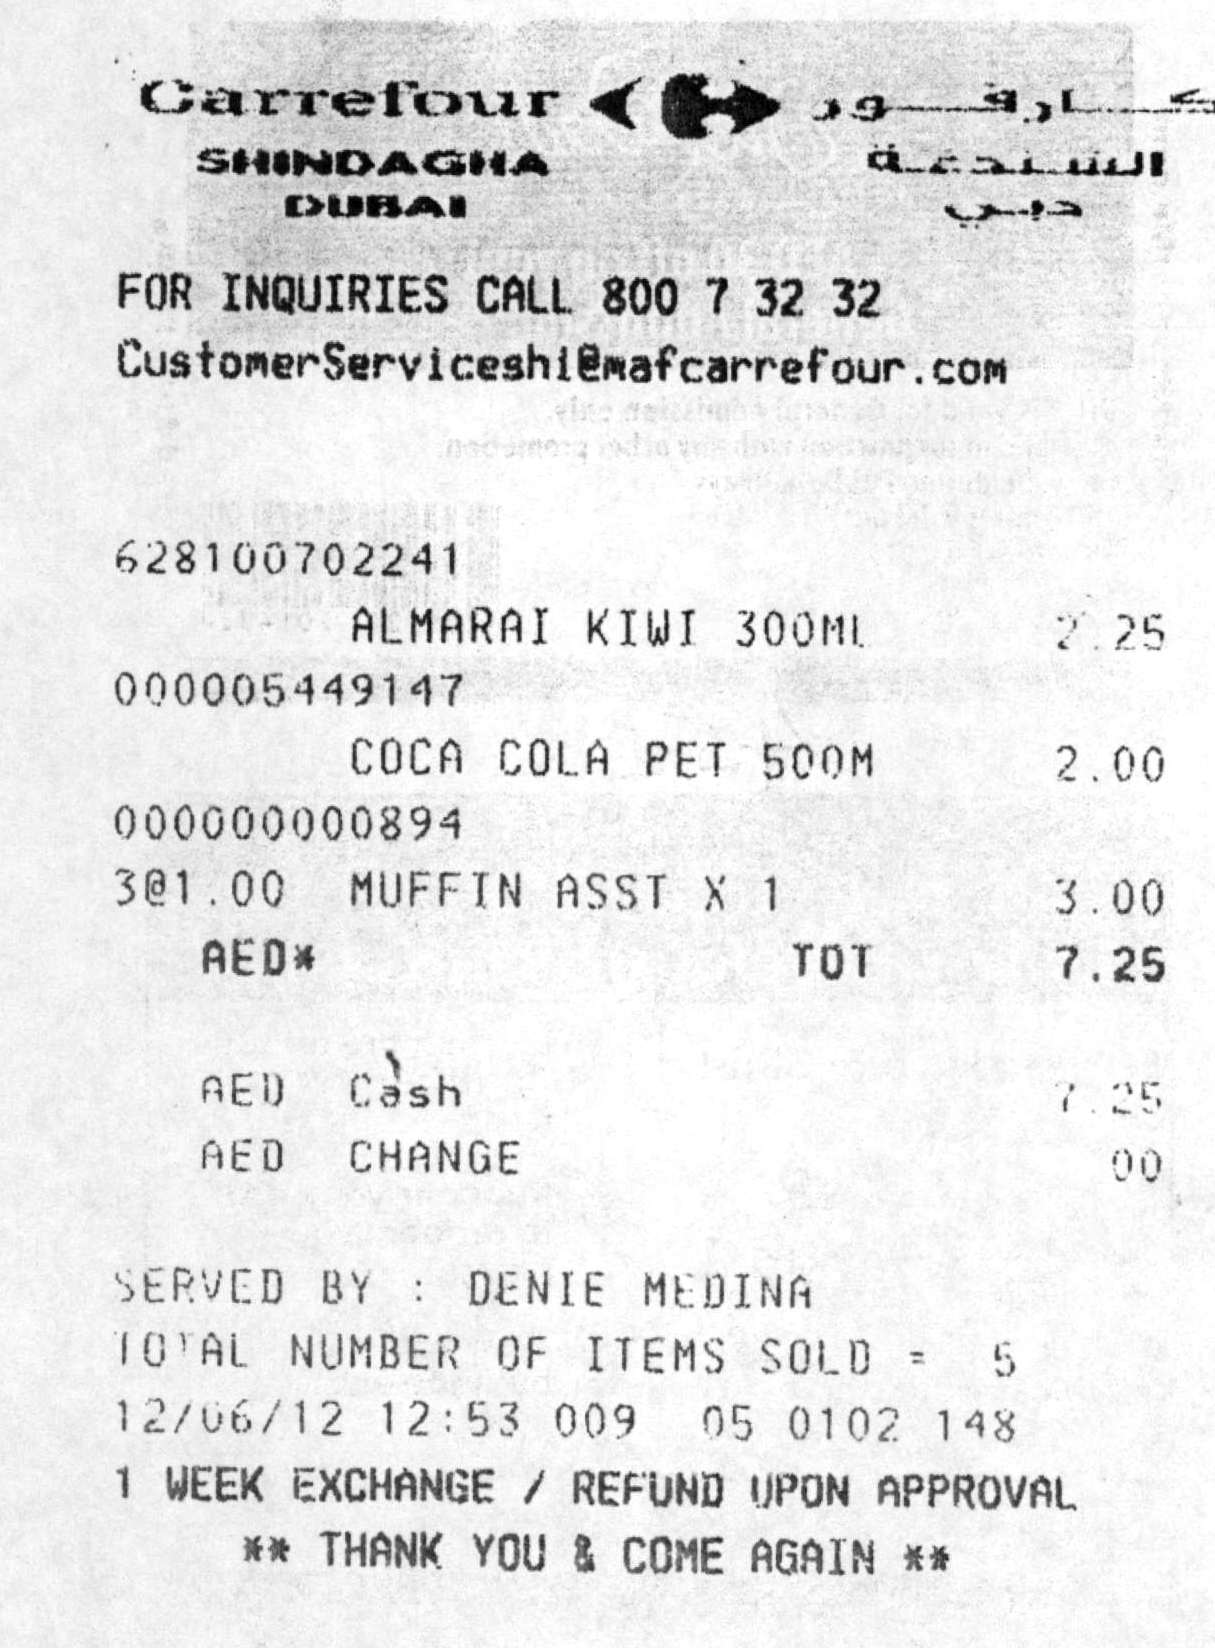 Carrefour كارفور
SHINDAGHA الشندغة
DUBAI دبي
FOR INQUIRIES CALL 800 7 32 32
CustomerServiceshi@mafcarrefour.com
628100702241
ALMARAI KIWI 300ML 2.25
000005449147
COCA COLA PET 500M 2.00
000000000894
3@1.00 MUFFIN ASST X 1 3.00
AED* TOT 7.25
AED Cash 7.25
AED CHANGE 00
SERVED BY : DENIE MEDINA
TOTAL NUMBER OF ITEMS SOLD = 5
12/06/12 12:53 009 05 0102 148
1 WEEK EXCHANGE / REFUND UPON APPROVAL
** THANK YOU & COME AGAIN **